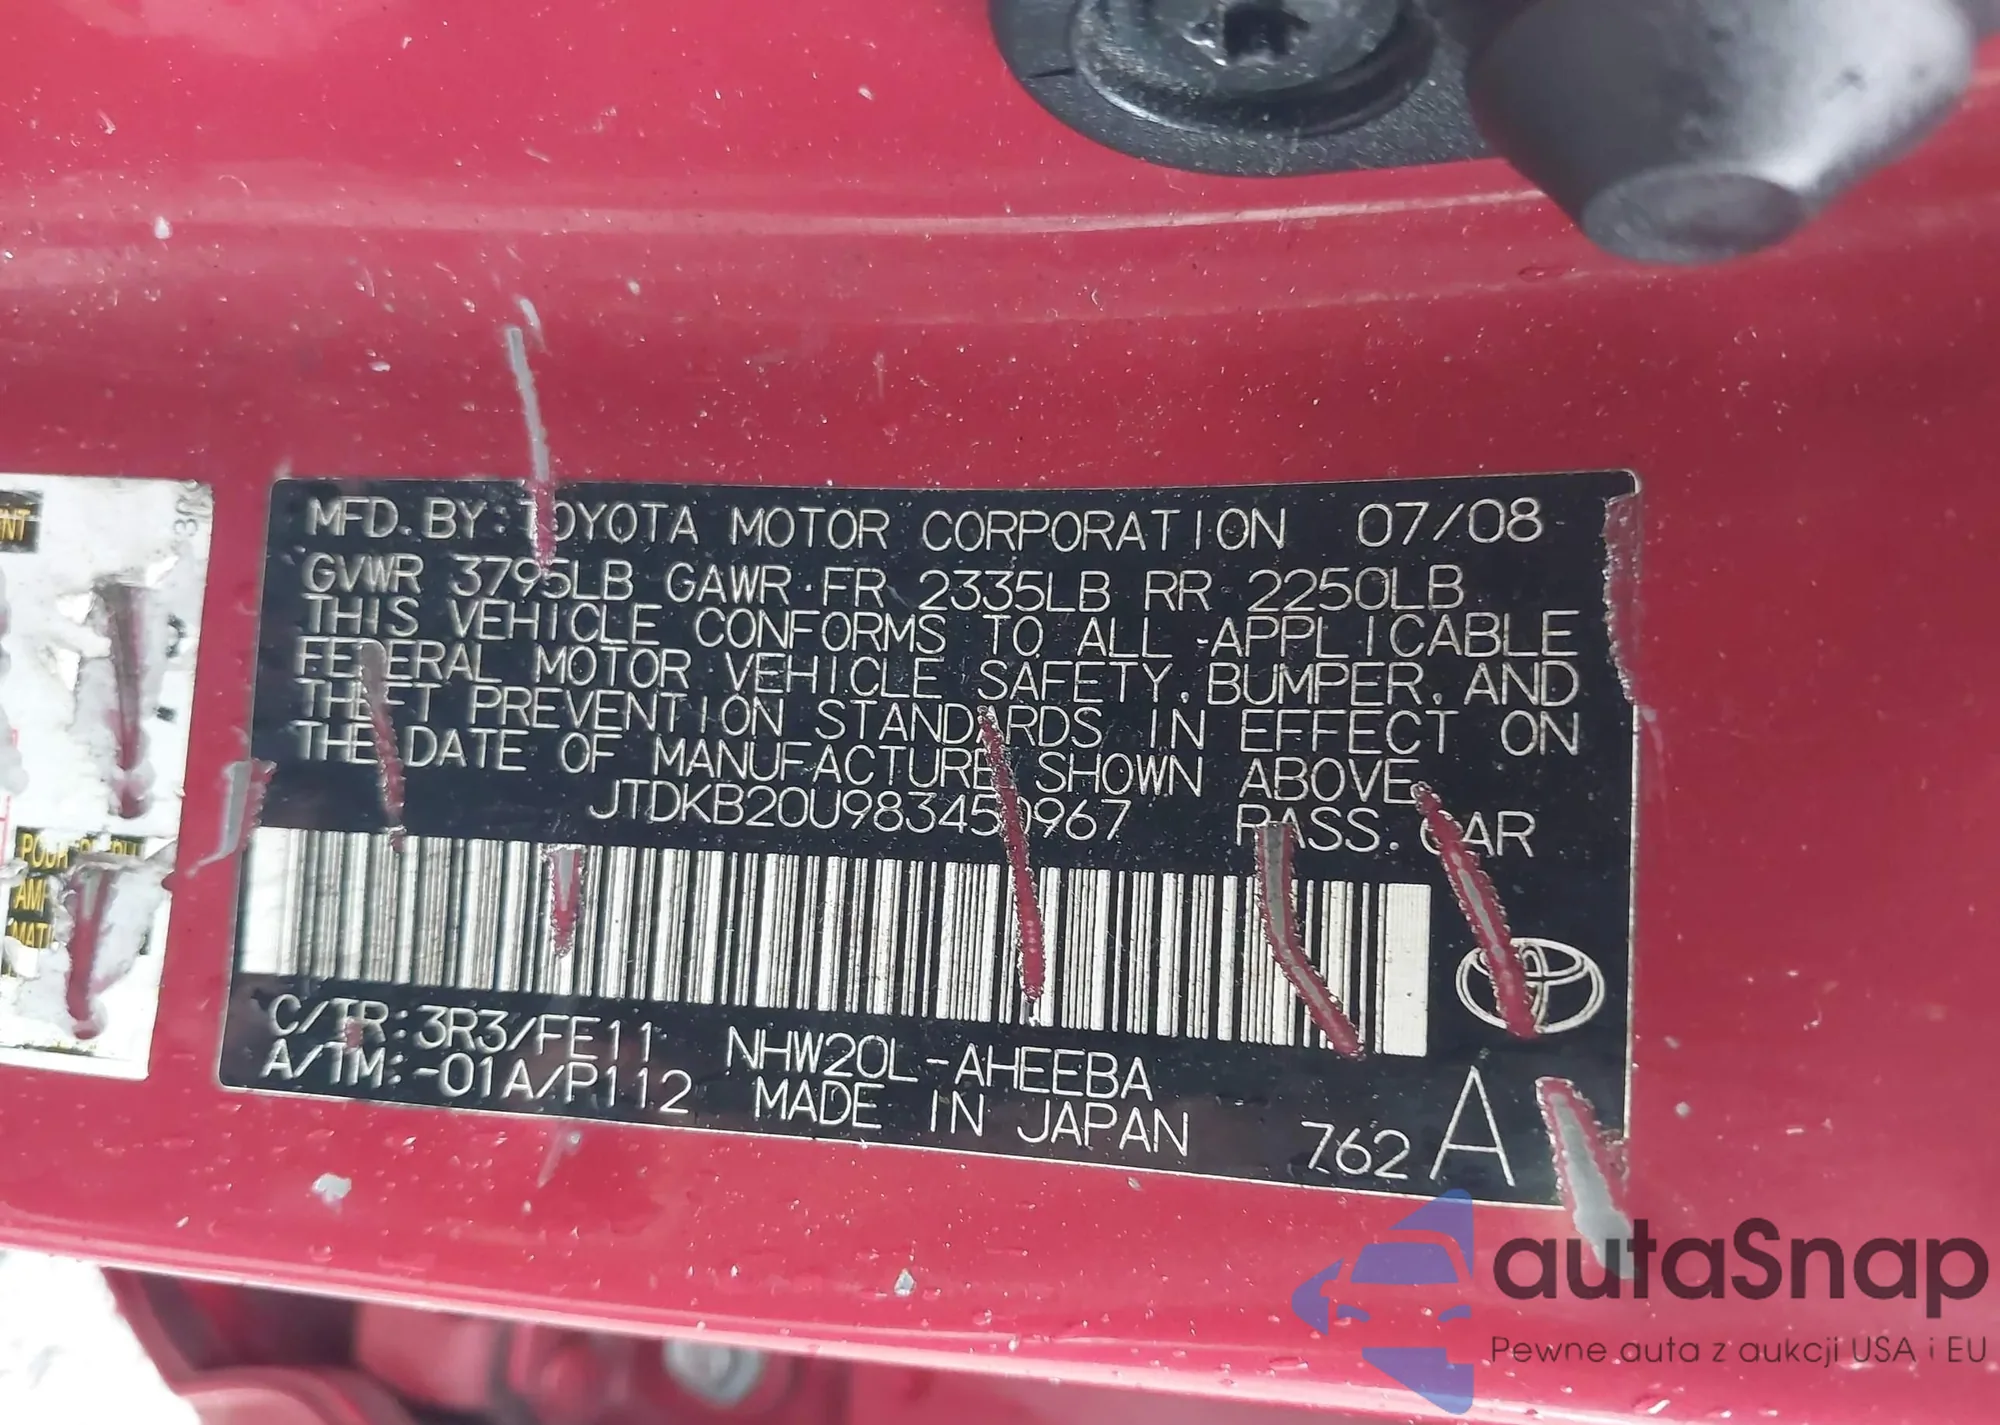 MFD. BY: TOYOTA MOTOR CORPORATION 07/08
GVWR 3795LB GAWR FR 2335LB RR 2250LB
THIS VEHICLE CONFORMS TO ALL APPLICABLE
FEDERAL MOTOR VEHICLE SAFETY, BUMPER, AND
THEFT PREVENTION STANDARDS IN EFFECT ON
THE DATE OF MANUFACTURE SHOWN ABOVE.
JTDKB20U983450967 PASS. CAR
C/TR: 3R3/FE11 NHW20L-AHEEBA
A/TM: -01A/P112 MADE IN JAPAN 762 A
autaSnap
Pewne auta z aukcji USA i EU